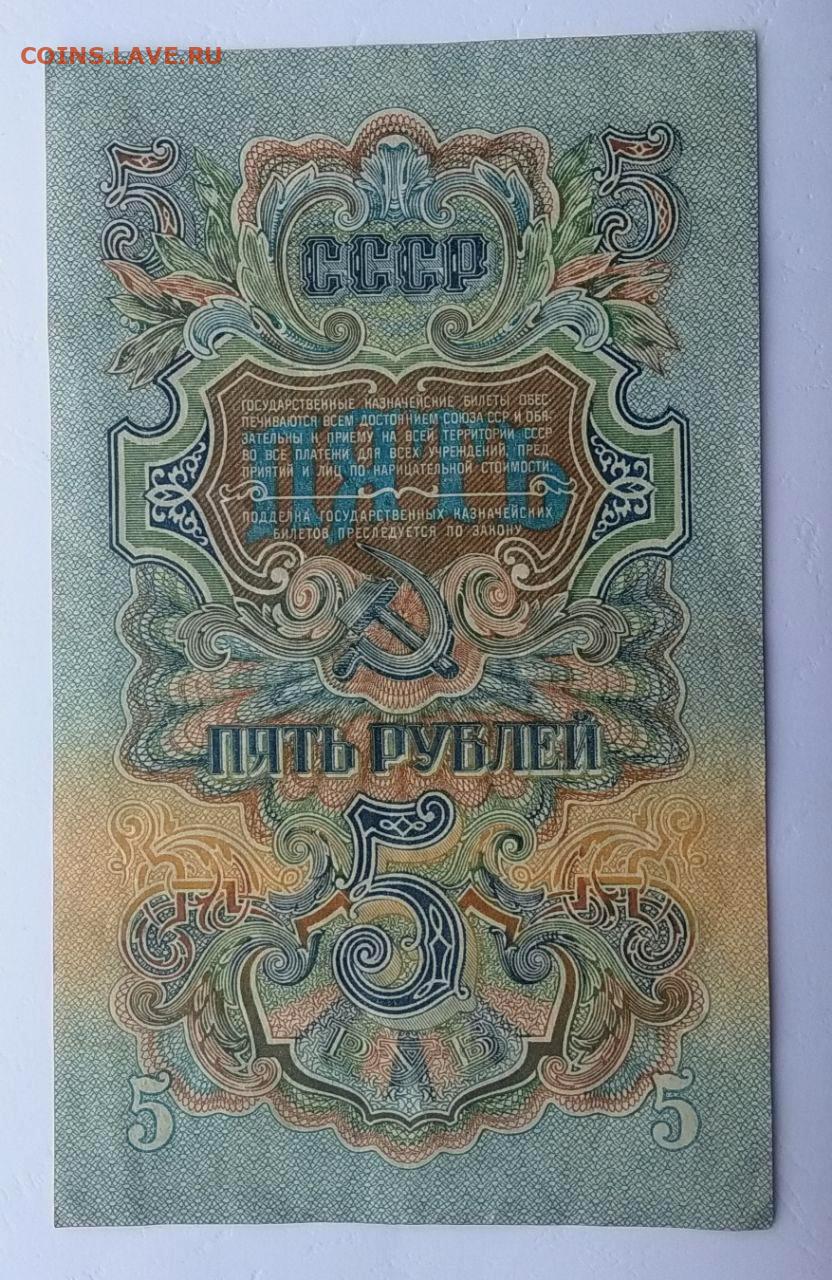 COINS.LAVE.RU
5 5
СССР
ГОСУДАРСТВЕННЫЕ КАЗНАЧЕЙСКИЕ БИЛЕТЫ ОБЕС
ПЕЧИВАЮТСЯ ВСЕМ ДОСТОЯНИЕМ СОЮЗА ССР И ОБЯ-
ЗАТЕЛЬНЫ К ПРИЕМУ НА ВСЕЙ ТЕРРИТОРИИ СССР
ВО ВСЕ ПЛАТЕЖИ ДЛЯ ВСЕХ УЧРЕЖДЕНИЙ, ПРЕД-
ПРИЯТИЙ И ЛИЦ ПО НАРИЦАТЕЛЬНОЙ СТОИМОСТИ.
ПЯТЬ
ПОДДЕЛКА ГОСУДАРСТВЕННЫХ КАЗНАЧЕЙСКИХ
БИЛЕТОВ ПРЕСЛЕДУЕТСЯ ПО ЗАКОНУ
ПЯТЬ РУБЛЕЙ
5
РУБ
5 5